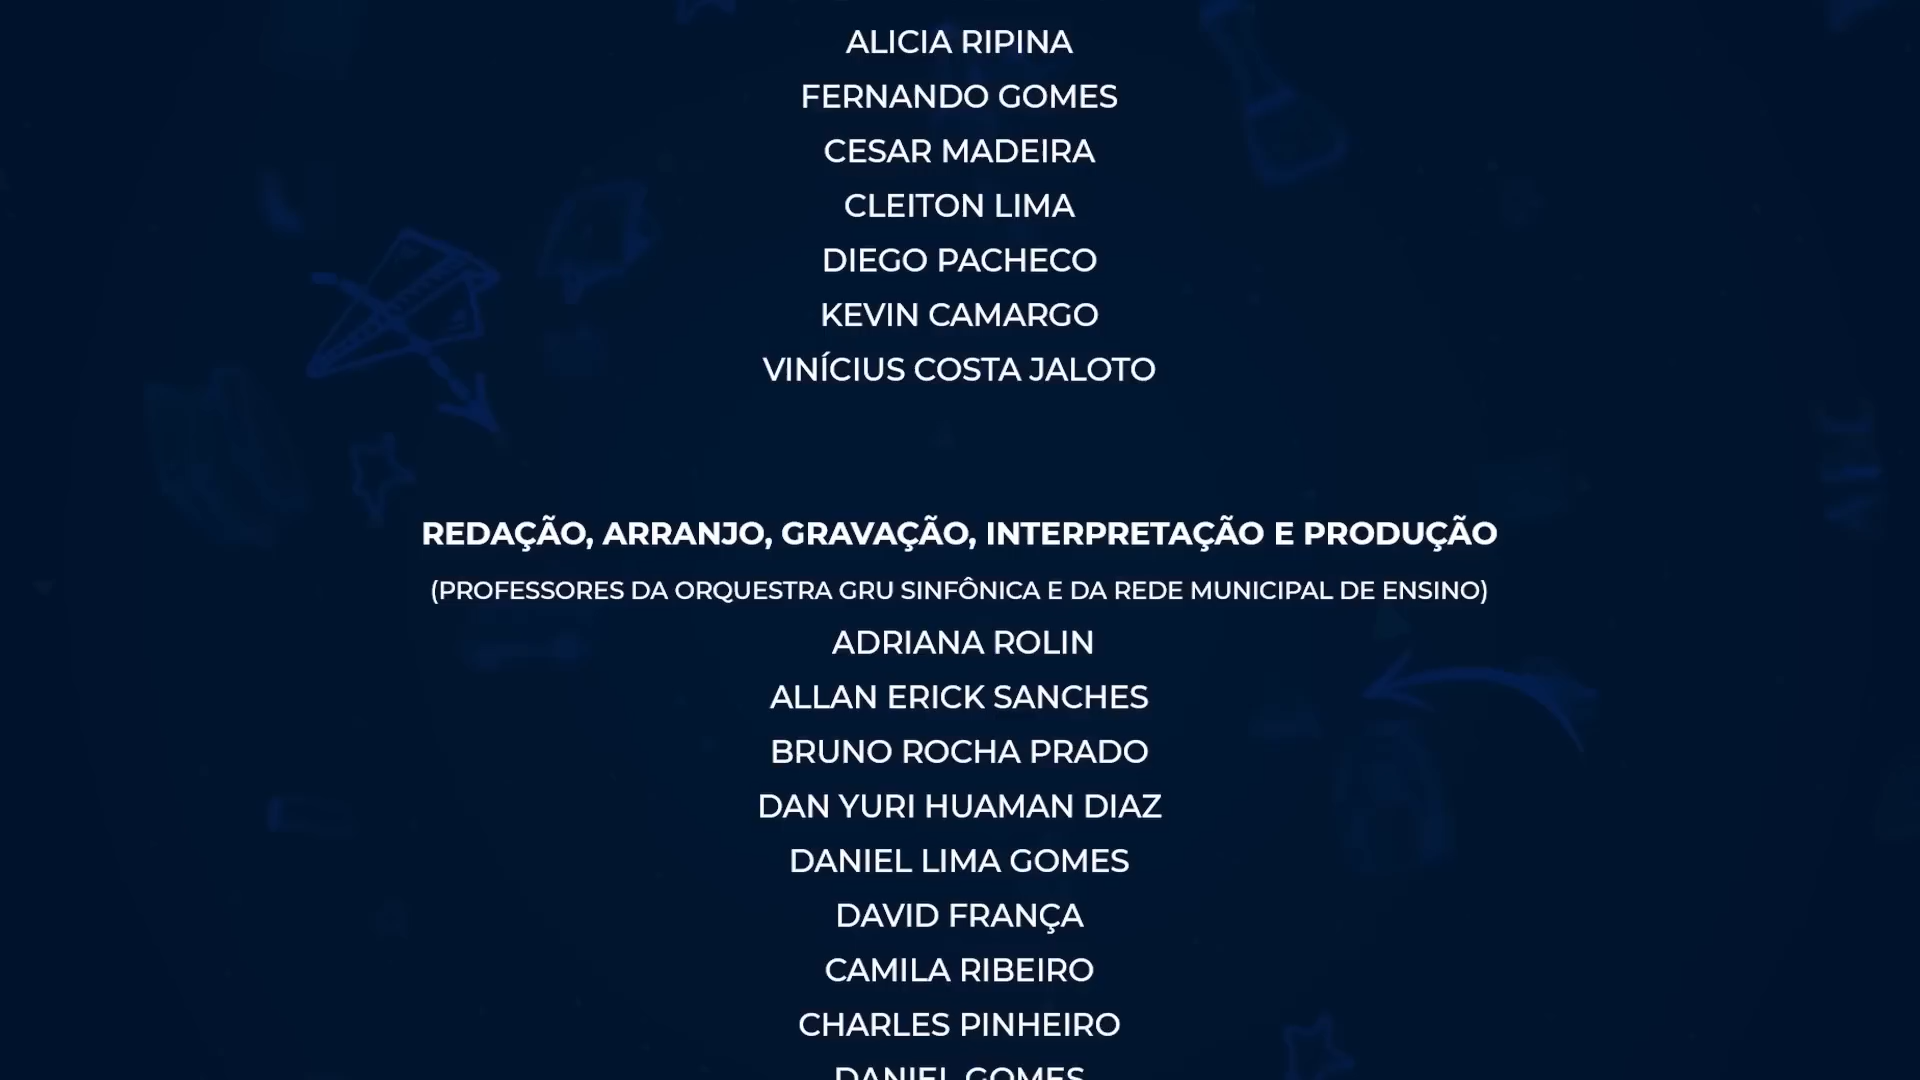 ALICIA RIPINA
FERNANDO GOMES
CESAR MADEIRA
CLEITON LIMA
DIEGO PACHECO
KEVIN CAMARGO
VINÍCIUS COSTA JALOTO
REDAÇÃO, ARRANJO, GRAVAÇÃO, INTERPRETAÇÃO E PRODUÇÃO
(PROFESSORES DA ORQUESTRA GRU SINFÔNICA E DA REDE MUNICIPAL DE ENSINO)
ADRIANA ROLIN
ALLAN ERICK SANCHES
BRUNO ROCHA PRADO
DAN YURI HUAMAN DIAZ
DANIEL LIMA GOMES
DAVID FRANÇA
CAMILA RIBEIRO
CHARLES PINHEIRO
DANIEL GOMES